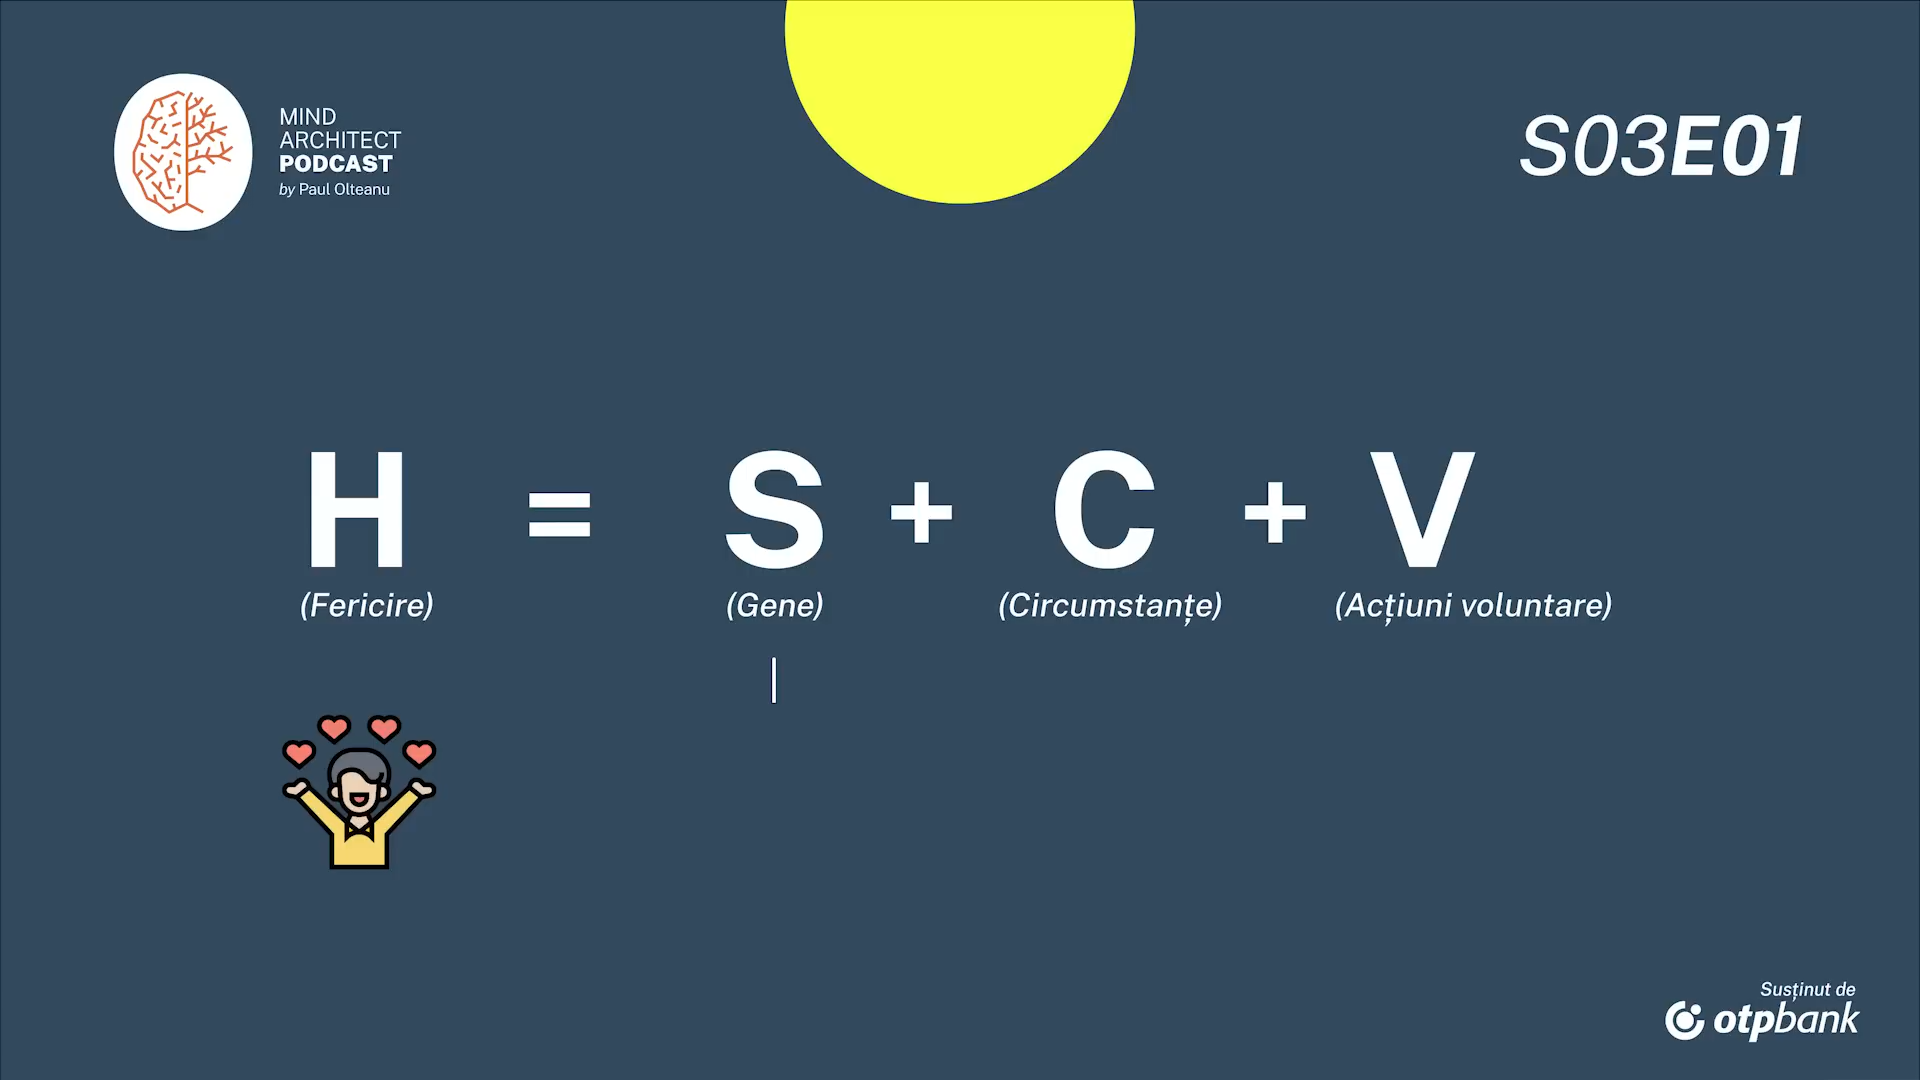 MIND
ARCHITECT
PODCAST
by Paul Olteanu
S03E01
H = S + C + V
(Fericire) (Gene) (Circumstanțe) (Acțiuni voluntare)
Susținut de
otpbank